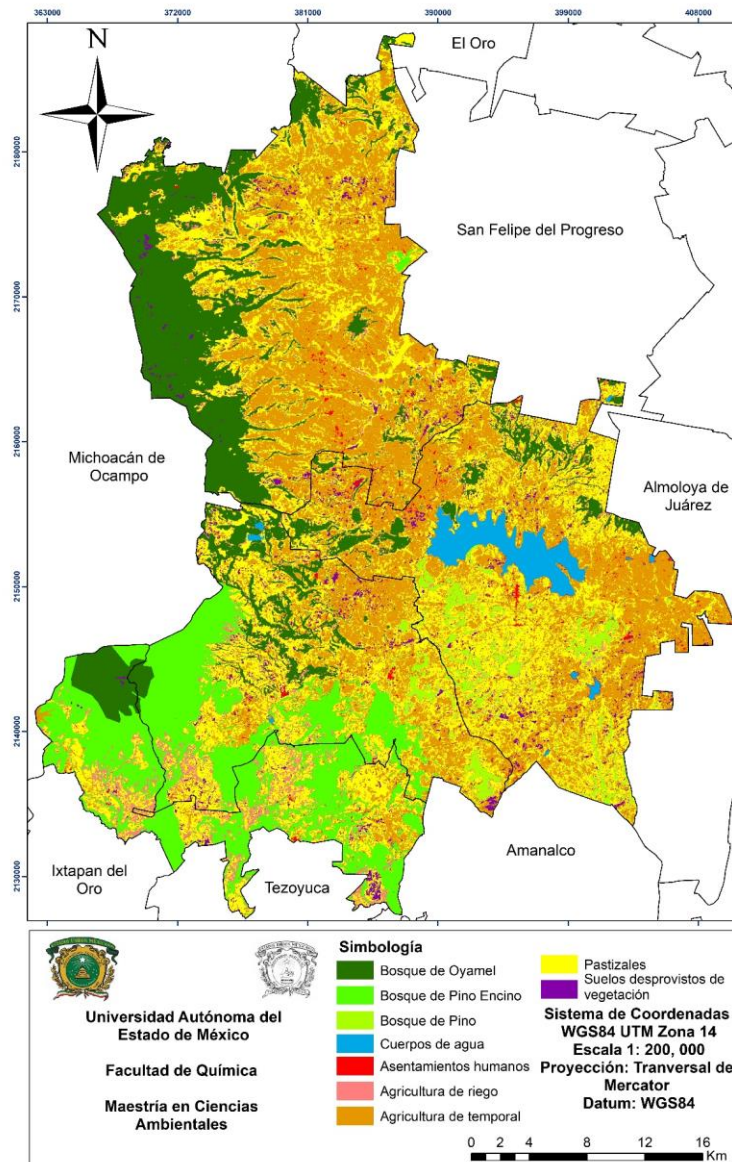 363000
372000
381000
390000
399000
408000
N
El Oro
2180000
San Felipe del Progreso
2170000
2160000
Michoacán de
Ocampo
Almoloya de
Juárez
2150000
2140000
Amanalco
2130000
Ixtapan del
Oro
Tezoyuca
Universidad Autónoma del
Estado de México
Facultad de Química
Maestría en Ciencias
Ambientales
Simbología
Bosque de Oyamel
Bosque de Pino Encino
Bosque de Pino
Cuerpos de agua
Asentamientos humanos
Agricultura de riego
Agricultura de temporal
Pastizales
Suelos desprovistos de
vegetación
Sistema de Coordenadas
WGS84 UTM Zona 14
Escala 1: 200, 000
Proyección: Tranversal de
Mercator
Datum: WGS84
0 2 4 8 12 16
Km